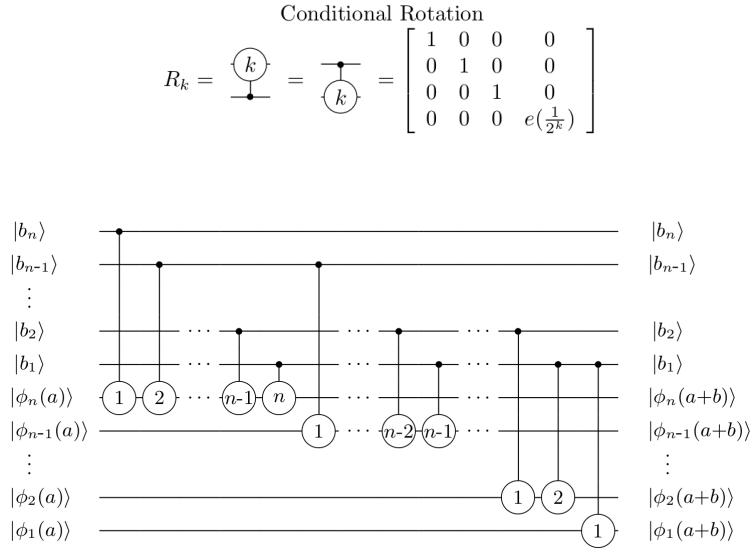 Conditional Rotation
R_k = k = k = [ 1 0 0 0
0 1 0 0
0 0 1 0
0 0 0 e(1/2^k) ]
|b_n⟩ |b_n⟩
|b_{n-1}⟩ |b_{n-1}⟩
⋮
|b_2⟩ ⋯ ⋯ ⋯ |b_2⟩
|b_1⟩ ⋯ ⋯ ⋯ |b_1⟩
|ϕ_n(a)⟩ 1 2 ⋯ n-1 n ⋯ ⋯ |ϕ_n(a+b)⟩
|ϕ_{n-1}(a)⟩ 1 ⋯ n-2 n-1 ⋯ |ϕ_{n-1}(a+b)⟩
⋮ ⋮
|ϕ_2(a)⟩ 1 2 |ϕ_2(a+b)⟩
|ϕ_1(a)⟩ 1 |ϕ_1(a+b)⟩